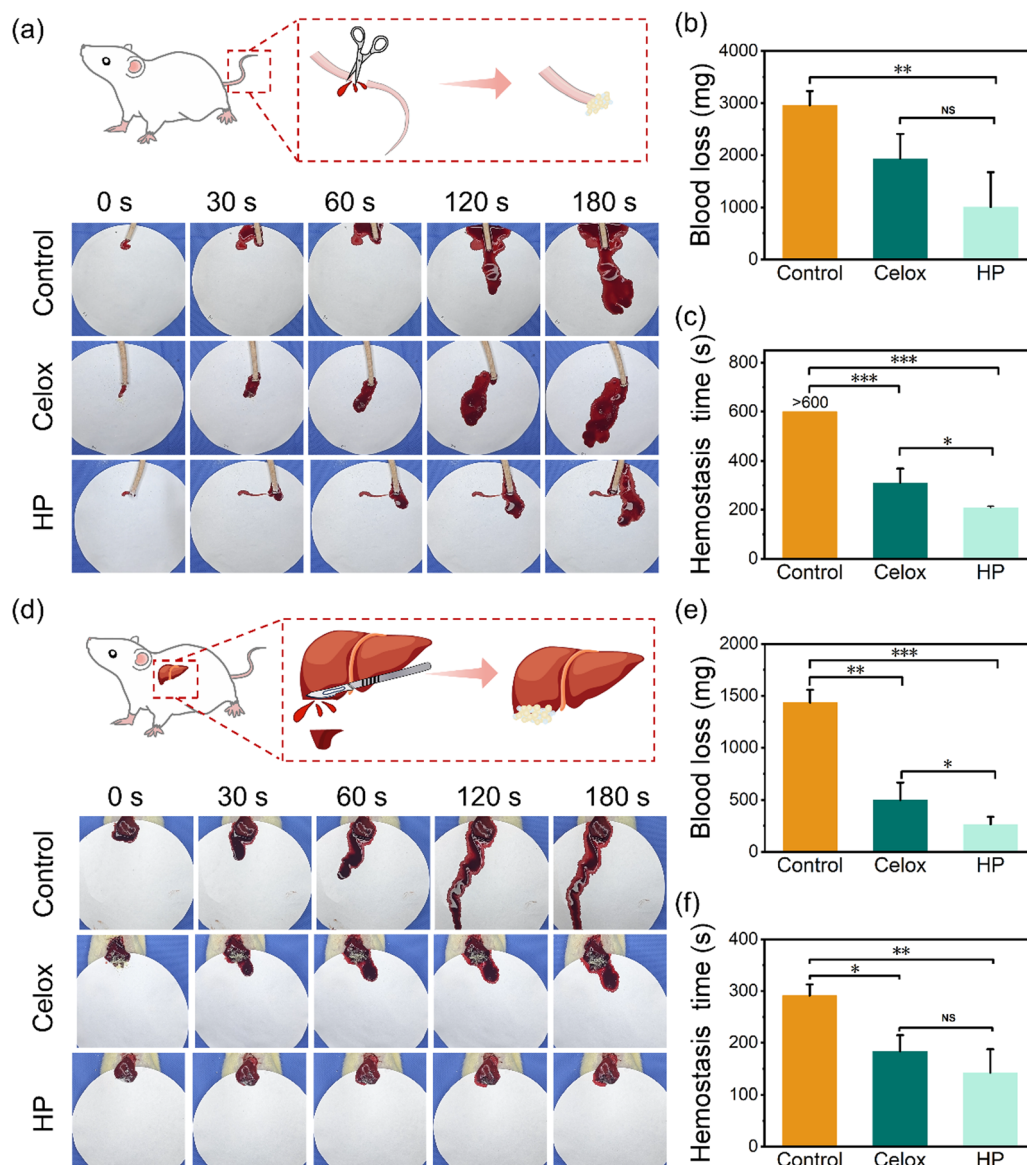 (a)
0 s 30 s 60 s 120 s 180 s
Control
Celox
HP
(b)
Blood loss (mg)
4000
3000
2000
1000
0
**
NS
Control Celox HP
(c)
Hemostasis time (s)
800
600
400
200
0
***
***
>600
*
Control Celox HP
(d)
0 s 30 s 60 s 120 s 180 s
Control
Celox
HP
(e)
Blood loss (mg)
2000
1500
1000
500
0
***
**
*
Control Celox HP
(f)
Hemostasis time (s)
400
300
200
100
0
**
*
NS
Control Celox HP